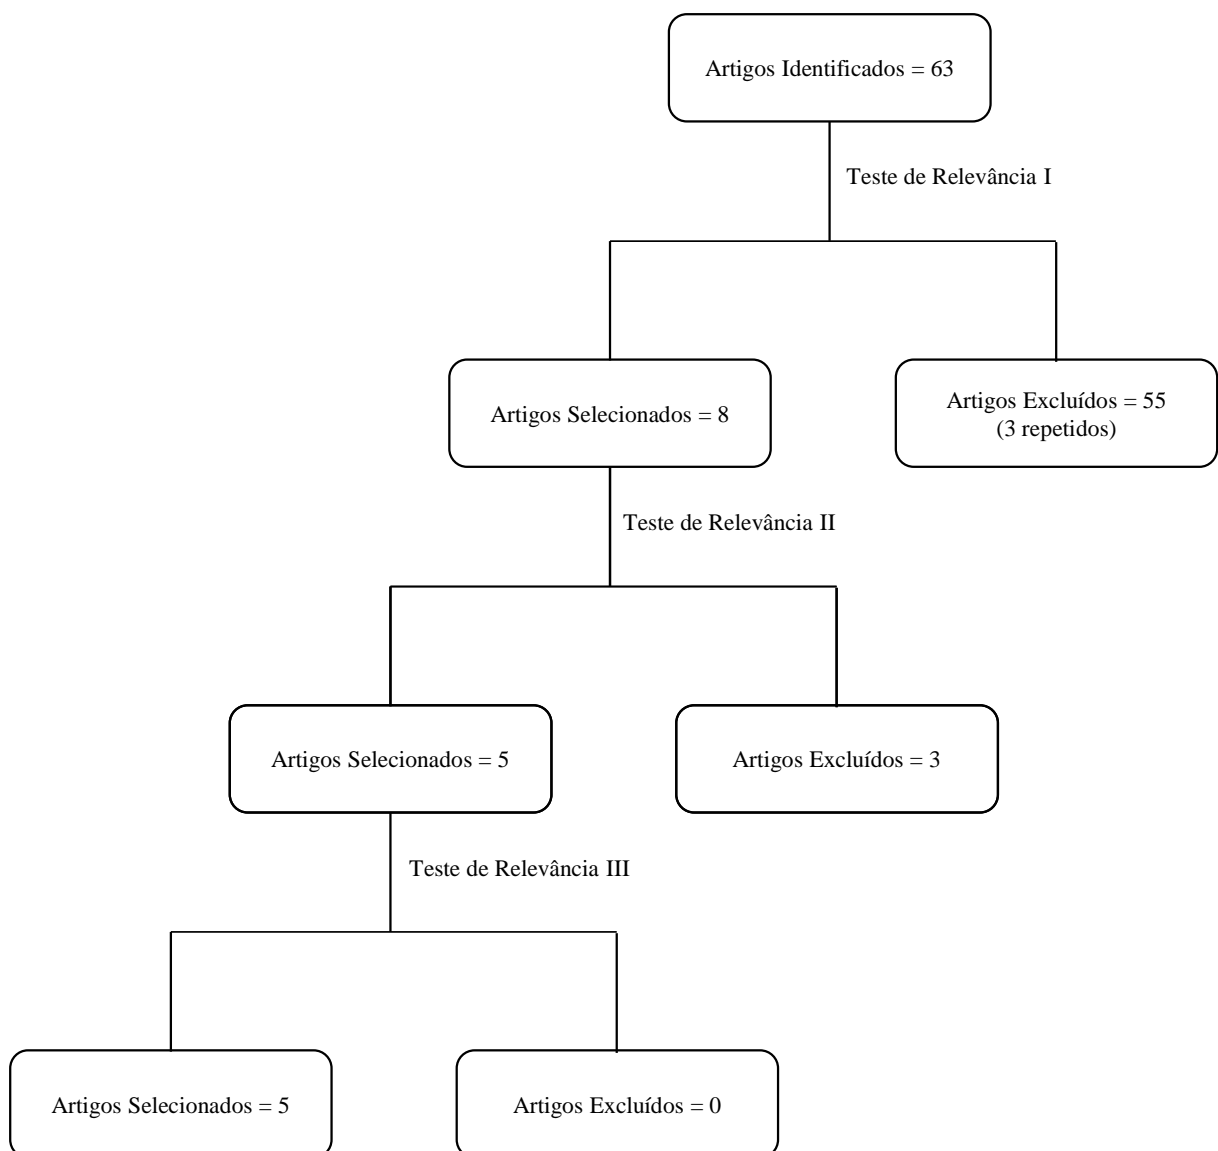 Artigos Identificados = 63
Teste de Relevância I
Artigos Selecionados = 8
Artigos Excluídos = 55
(3 repetidos)
Teste de Relevância II
Artigos Selecionados = 5
Artigos Excluídos = 3
Teste de Relevância III
Artigos Selecionados = 5
Artigos Excluídos = 0